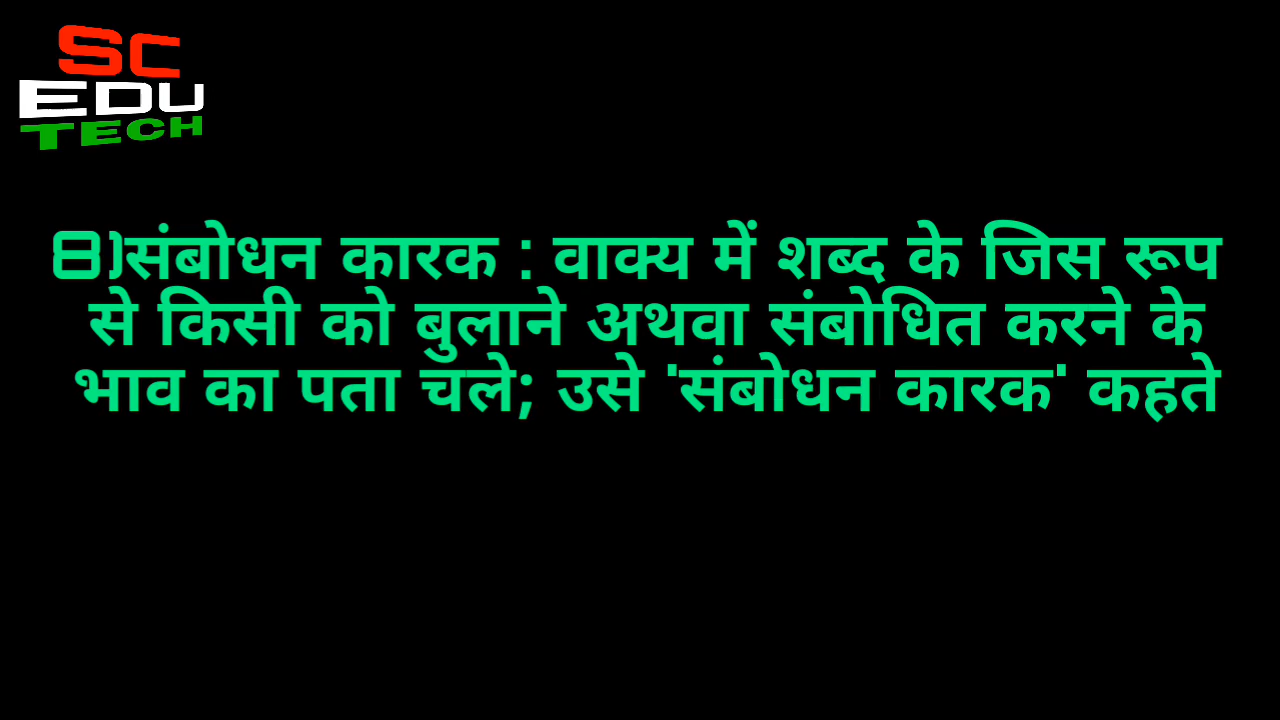 SC
EDU
TECH
8)संबोधन कारक : वाक्य में शब्द के जिस रूप
से किसी को बुलाने अथवा संबोधित करने के
भाव का पता चले; उसे 'संबोधन कारक' कहते